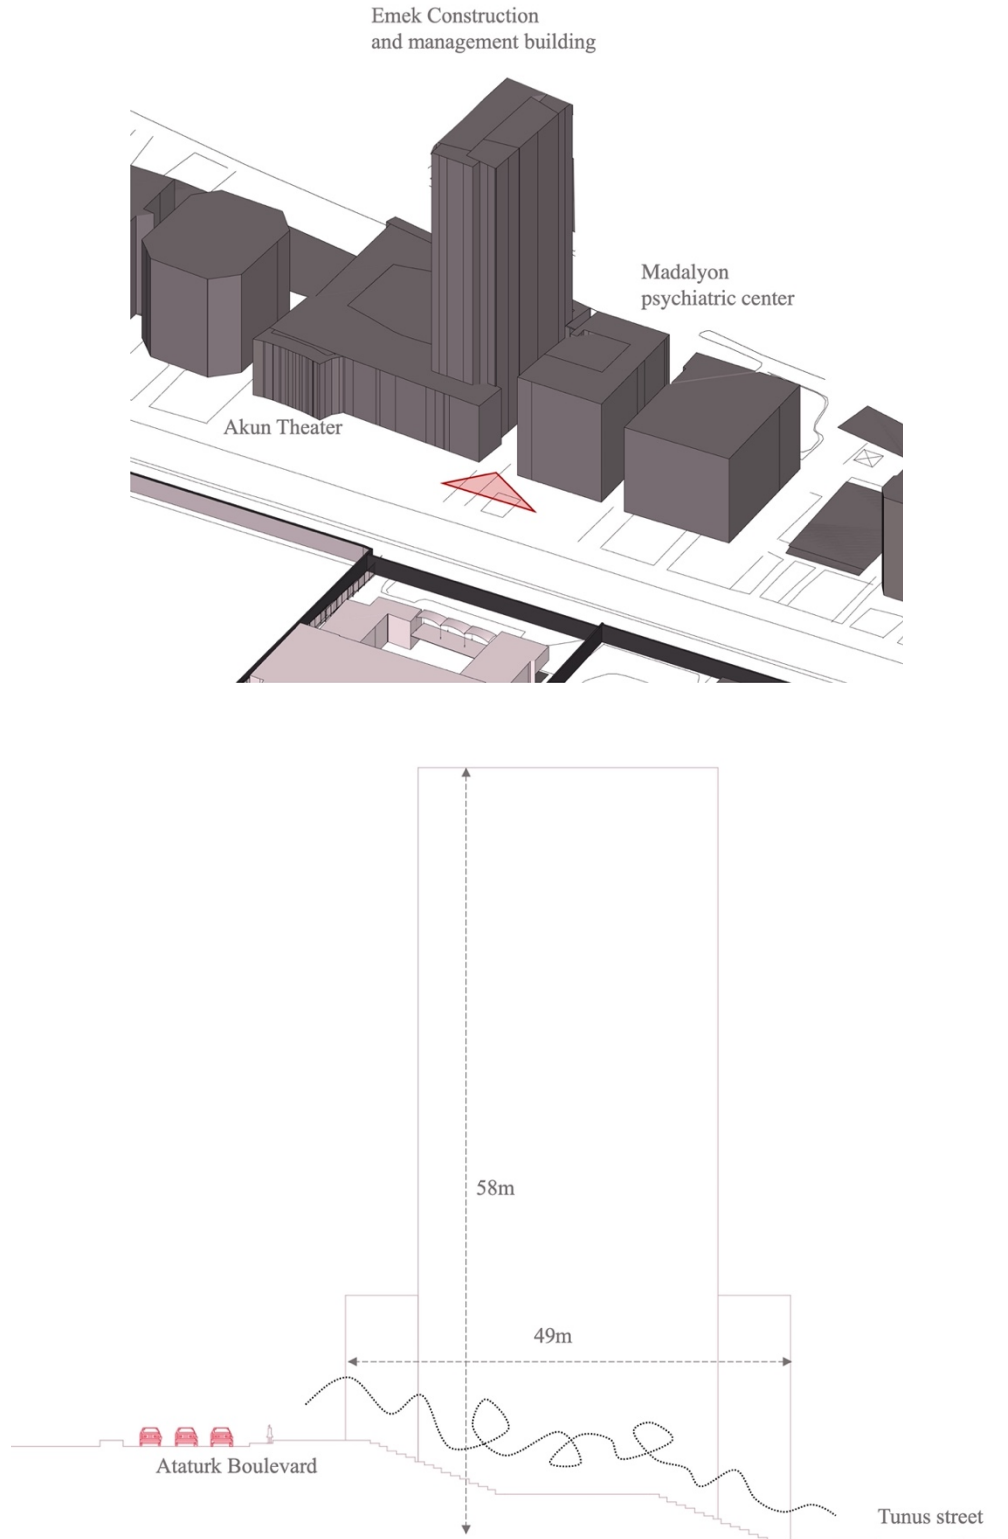 Emek Construction
and management building
Madalyon
psychiatric center
Akun Theater
58m
49m
Ataturk Boulevard
Tunus street